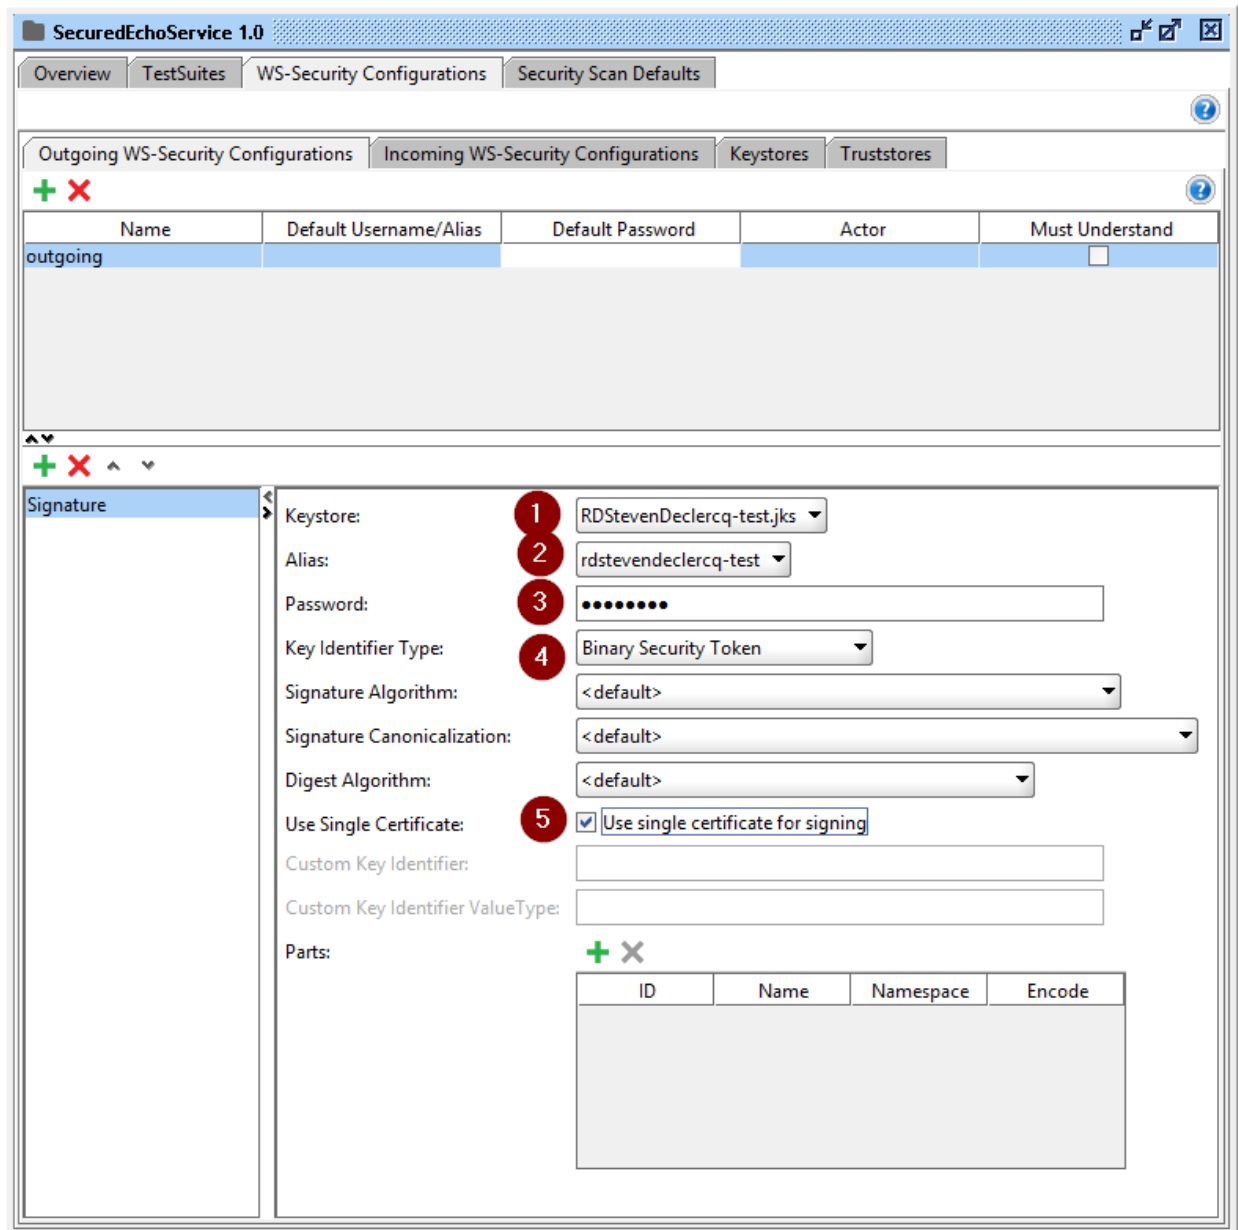 SecuredEchoService 1.0
Overview TestSuites WS-Security Configurations Security Scan Defaults
Outgoing WS-Security Configurations Incoming WS-Security Configurations Keystores Truststores
Name Default Username/Alias Default Password Actor Must Understand
outgoing
Signature
Keystore: 1 RDStevenDeclercq-test.jks
Alias: 2 rdstevendeclercq-test
Password: 3 ••••••••
Key Identifier Type: 4 Binary Security Token
Signature Algorithm: <default>
Signature Canonicalization: <default>
Digest Algorithm: <default>
Use Single Certificate: 5 Use single certificate for signing
Custom Key Identifier:
Custom Key Identifier ValueType:
Parts:
ID Name Namespace Encode